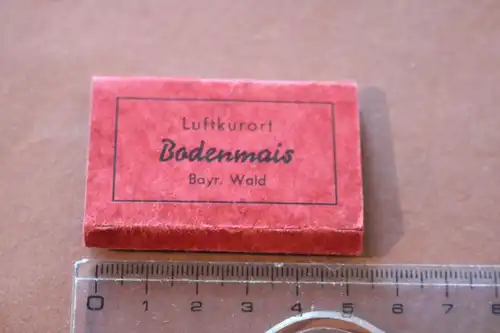 Luftkurort
Bodenmais
Bayr. Wald
0 1 2 3 4 5 6 7 8